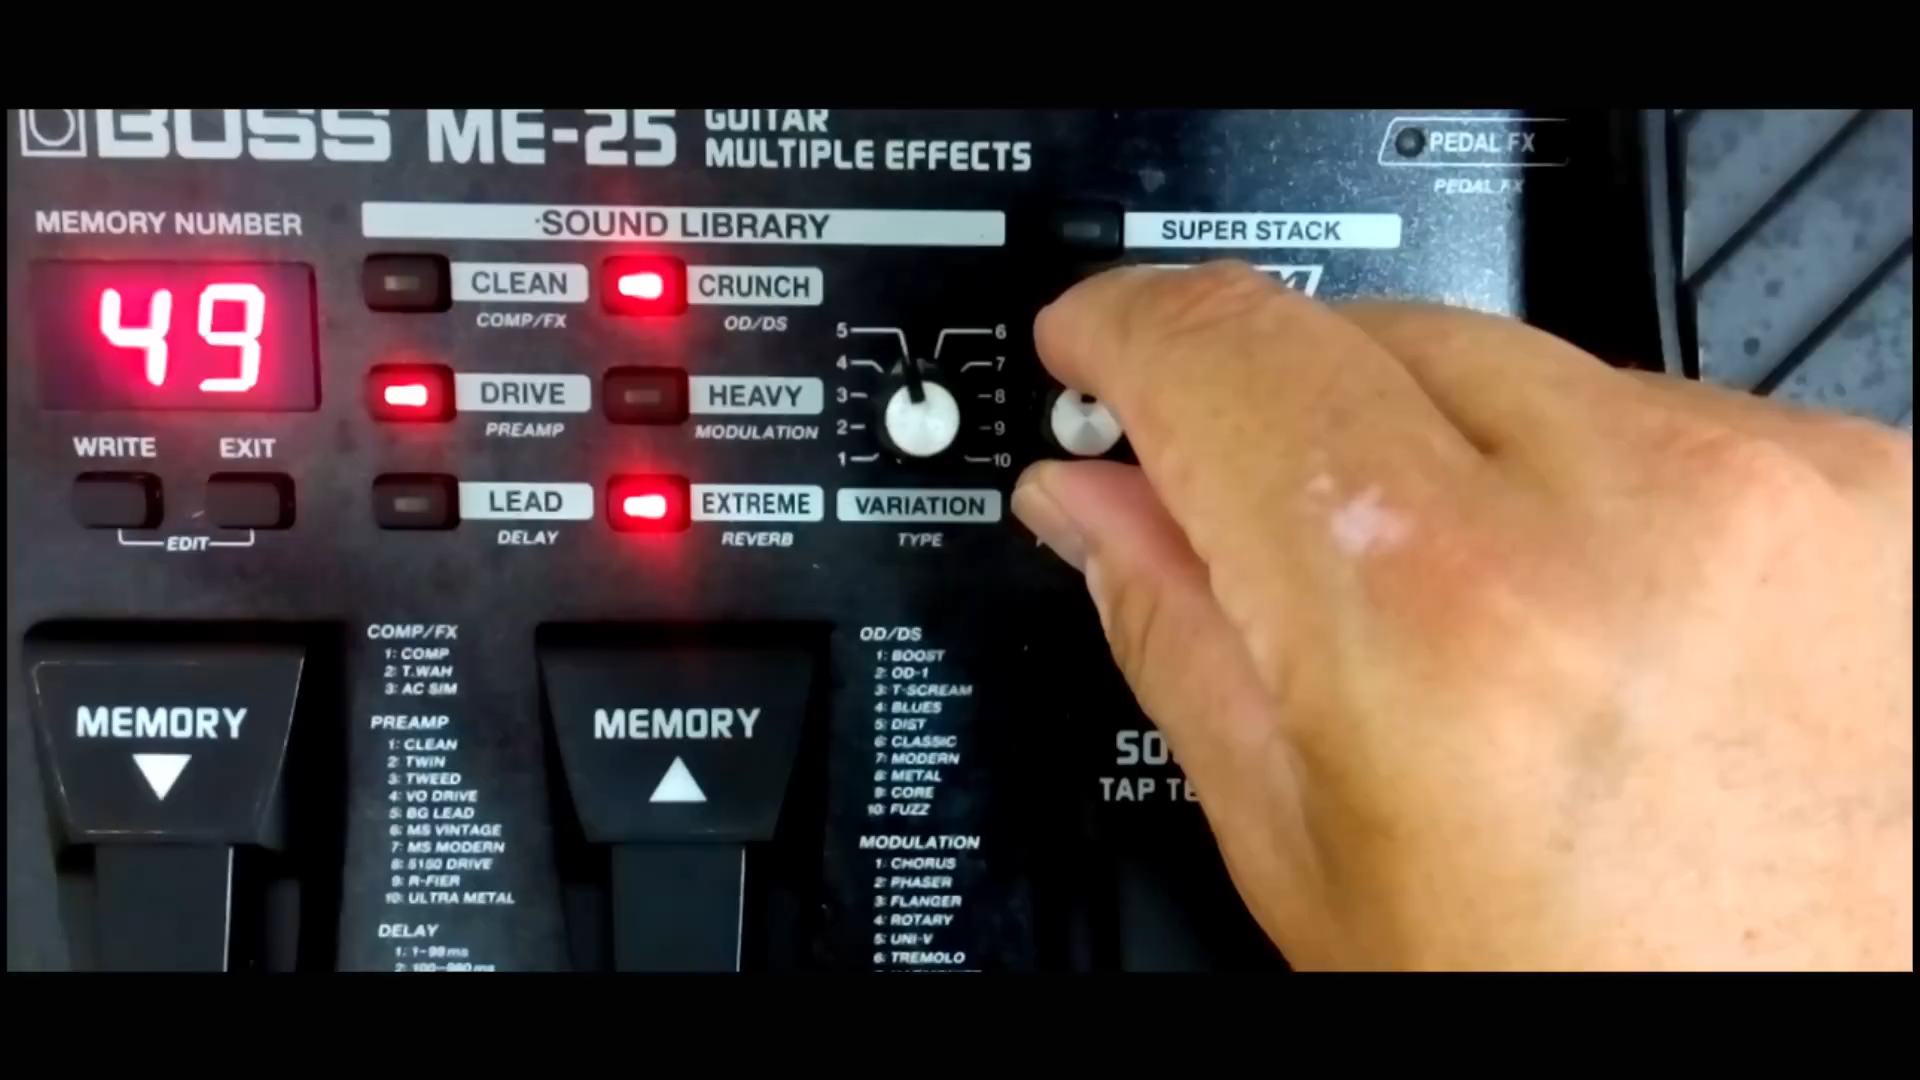 BOSS ME-25 GUITAR
MULTIPLE EFFECTS
PEDAL FX
PEDAL FX
MEMORY NUMBER
SOUND LIBRARY
SUPER STACK
49
CLEAN
COMP/FX
CRUNCH
OD/DS
DRIVE
PREAMP
HEAVY
MODULATION
LEAD
DELAY
EXTREME
REVERB
5 6
4 7
3 8
2 9
1 10
VARIATION
TYPE
WRITE EXIT
EDIT
MEMORY
MEMORY
COMP/FX
1: COMP
2: T.WAH
3: AC SIM
PREAMP
1: CLEAN
2: TWIN
3: TWEED
4: VO DRIVE
5: BG LEAD
6: MS VINTAGE
7: MS MODERN
8: 5150 DRIVE
9: R-FIER
10: ULTRA METAL
DELAY
1: 1-99ms
OD/DS
1: BOOST
2: OD-1
3: T-SCREAM
4: BLUES
5: DIST
6: CLASSIC
7: MODERN
8: METAL
9: CORE
10: FUZZ
MODULATION
1: CHORUS
2: PHASER
3: FLANGER
4: ROTARY
5: UNI-V
6: TREMOLO
TAP